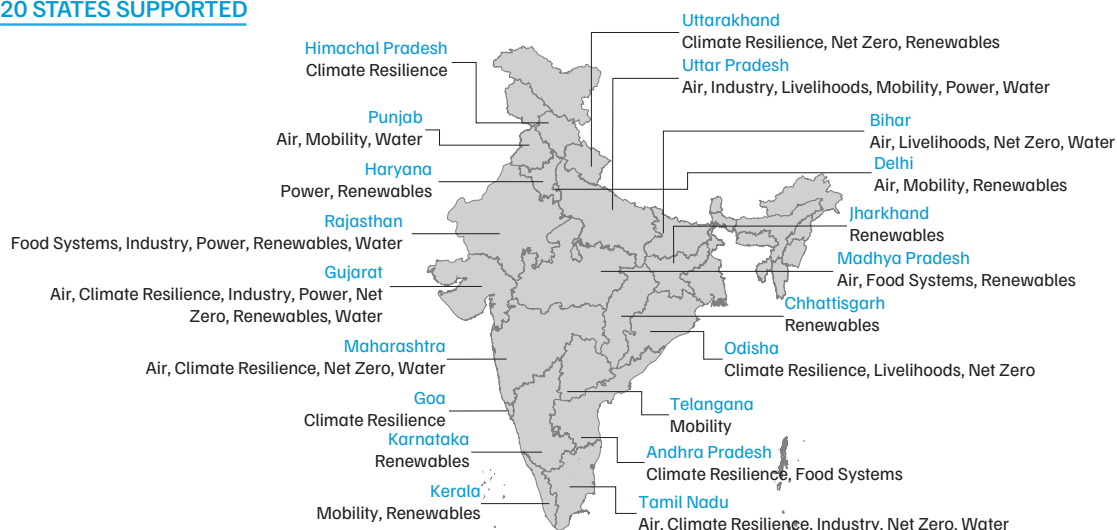 20 STATES SUPPORTED
Himachal Pradesh
Climate Resilience
Punjab
Air, Mobility, Water
Haryana
Power, Renewables
Rajasthan
Food Systems, Industry, Power, Renewables, Water
Gujarat
Air, Climate Resilience, Industry, Power, Net
Zero, Renewables, Water
Maharashtra
Air, Climate Resilience, Net Zero, Water
Goa
Climate Resilience
Karnataka
Renewables
Kerala
Mobility, Renewables
Uttarakhand
Climate Resilience, Net Zero, Renewables
Uttar Pradesh
Air, Industry, Livelihoods, Mobility, Power, Water
Bihar
Air, Livelihoods, Net Zero, Water
Delhi
Air, Mobility, Renewables
Jharkhand
Renewables
Madhya Pradesh
Air, Food Systems, Renewables
Chhattisgarh
Renewables
Odisha
Climate Resilience, Livelihoods, Net Zero
Telangana
Mobility
Andhra Pradesh
Climate Resilience, Food Systems
Tamil Nadu
Air, Climate Resilience, Industry, Net Zero, Water